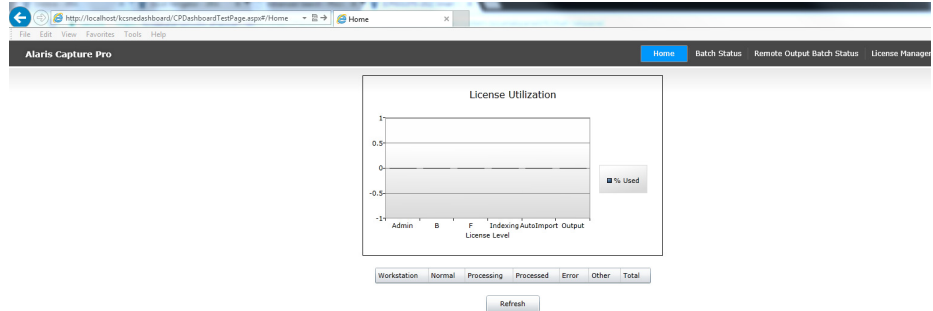 http://localhost/kcsnedashboard/CPDashboardTestPage.aspx#/Home
Home
File Edit View Favorites Tools Help
Alaris Capture Pro
Home Batch Status Remote Output Batch Status License Manager
License Utilization
1
0.5
0
-0.5
-1
% Used
Admin B F Indexing AutoImport Output
License Level
Workstation Normal Processing Processed Error Other Total
Refresh